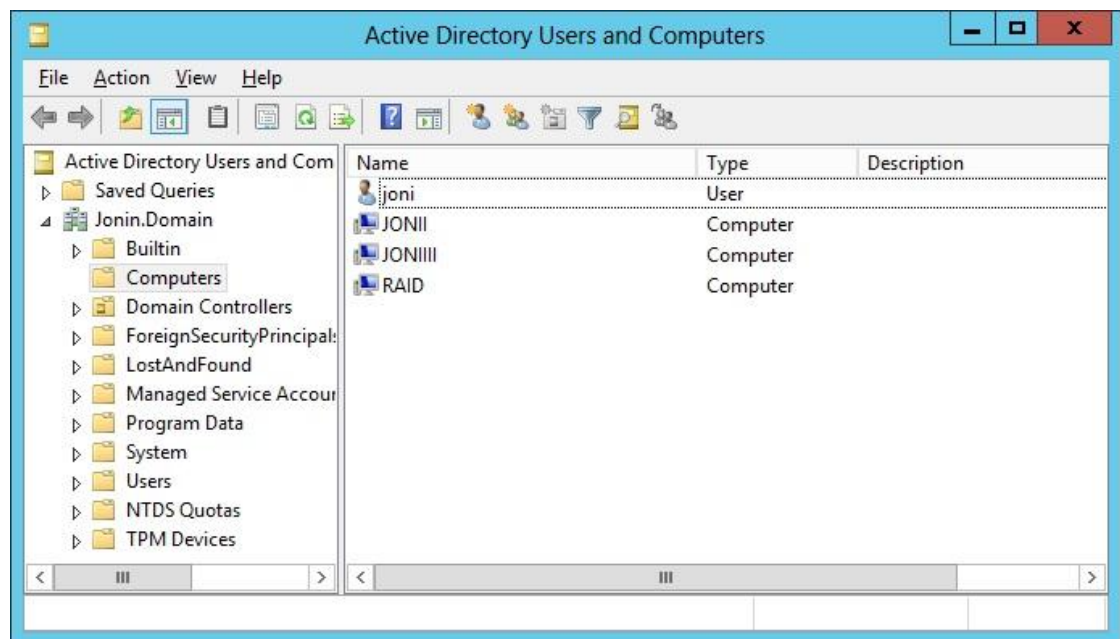 Active Directory Users and Computers
x
File Action View Help
?
Active Directory Users and Com
Saved Queries
Jonin.Domain
Builtin
Computers
Domain Controllers
ForeignSecurityPrincipals
LostAndFound
Managed Service Accour
Program Data
System
Users
NTDS Quotas
TPM Devices
Name Type Description
joni User
JONII Computer
JONIIII Computer
RAID Computer